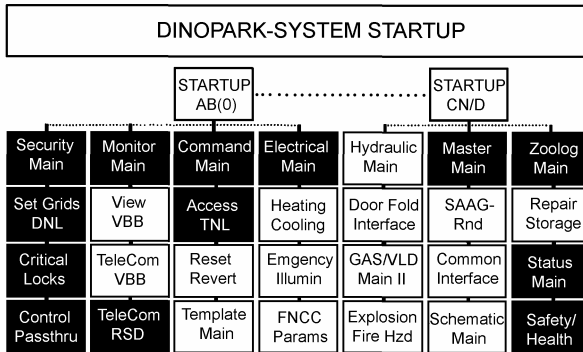 DINOPARK-SYSTEM STARTUP
STARTUP
AB(0)
STARTUP
CN/D
Security
Main
Monitor
Main
Command
Main
Electrical
Main
Hydraulic
Main
Master
Main
Zoolog
Main
Set Grids
DNL
View
VBB
Access
TNL
Heating
Cooling
Door Fold
Interface
SAAG-
Rnd
Repair
Storage
Critical
Locks
TeleCom
VBB
Reset
Revert
Emgency
Illumin
GAS/VLD
Main II
Common
Interface
Status
Main
Control
Passthru
TeleCom
RSD
Template
Main
FNCC
Params
Explosion
Fire Hzd
Schematic
Main
Safety/
Health